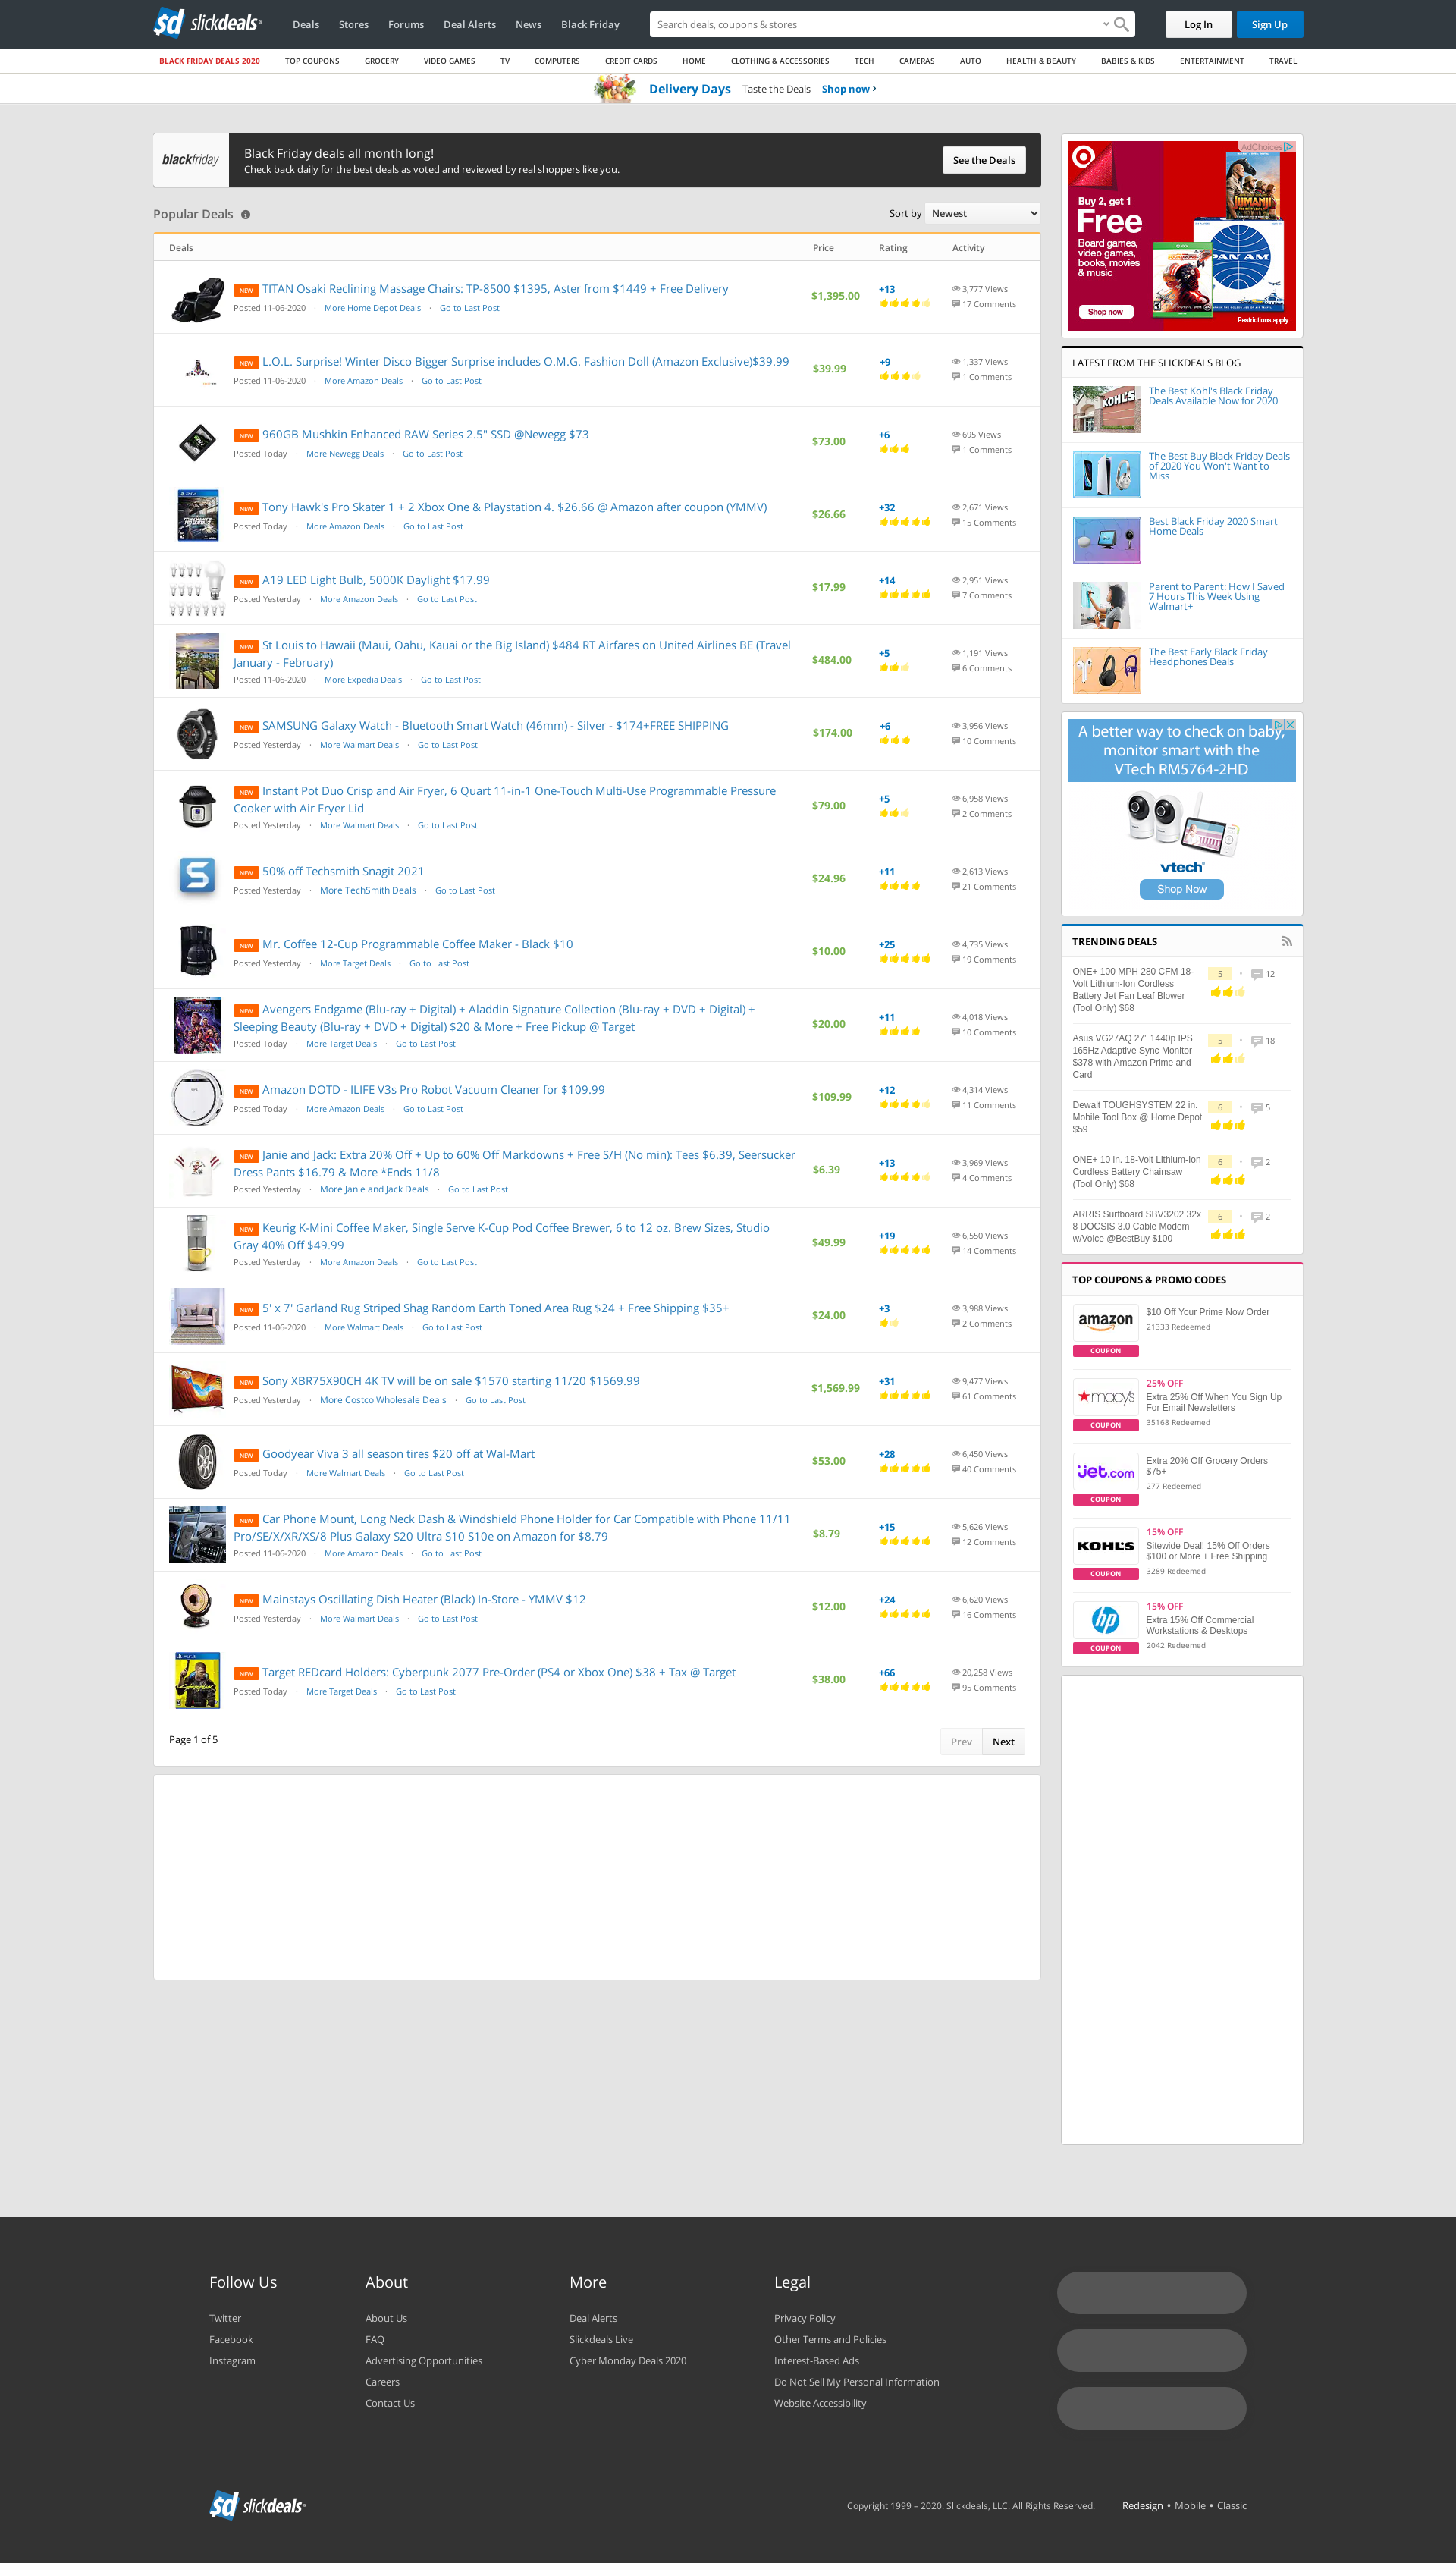 sd slickdeals
Deals Stores Forums Deal Alerts News Black Friday
Search deals, coupons & stores
Log In Sign Up
BLACK FRIDAY DEALS 2020 TOP COUPONS GROCERY VIDEO GAMES TV COMPUTERS CREDIT CARDS HOME CLOTHING & ACCESSORIES TECH CAMERAS AUTO HEALTH & BEAUTY BABIES & KIDS ENTERTAINMENT TRAVEL
Delivery Days Taste the Deals Shop now
blackfriday
Black Friday deals all month long!
Check back daily for the best deals as voted and reviewed by real shoppers like you.
See the Deals
Popular Deals
Sort by Newest
Deals Price Rating Activity
NEW TITAN Osaki Reclining Massage Chairs: TP-8500 $1395, Aster from $1449 + Free Delivery
Posted 11-06-2020 · More Home Depot Deals · Go to Last Post
$1,395.00 +13 3,777 Views
17 Comments
NEW L.O.L. Surprise! Winter Disco Bigger Surprise includes O.M.G. Fashion Doll (Amazon Exclusive)$39.99
Posted 11-06-2020 · More Amazon Deals · Go to Last Post
$39.99 +9 1,337 Views
1 Comments
NEW 960GB Mushkin Enhanced RAW Series 2.5" SSD @Newegg $73
Posted Today · More Newegg Deals · Go to Last Post
$73.00 +6 695 Views
1 Comments
NEW Tony Hawk's Pro Skater 1 + 2 Xbox One & Playstation 4. $26.66 @ Amazon after coupon (YMMV)
Posted Today · More Amazon Deals · Go to Last Post
$26.66 +32 2,671 Views
15 Comments
NEW A19 LED Light Bulb, 5000K Daylight $17.99
Posted Yesterday · More Amazon Deals · Go to Last Post
$17.99 +14 2,951 Views
7 Comments
NEW St Louis to Hawaii (Maui, Oahu, Kauai or the Big Island) $484 RT Airfares on United Airlines BE (Travel
January - February)
Posted 11-06-2020 · More Expedia Deals · Go to Last Post
$484.00 +5 1,191 Views
6 Comments
NEW SAMSUNG Galaxy Watch - Bluetooth Smart Watch (46mm) - Silver - $174+FREE SHIPPING
Posted Yesterday · More Walmart Deals · Go to Last Post
$174.00 +6 3,956 Views
10 Comments
NEW Instant Pot Duo Crisp and Air Fryer, 6 Quart 11-in-1 One-Touch Multi-Use Programmable Pressure
Cooker with Air Fryer Lid
Posted Yesterday · More Walmart Deals · Go to Last Post
$79.00 +5 6,958 Views
2 Comments
NEW 50% off Techsmith Snagit 2021
Posted Yesterday · More TechSmith Deals · Go to Last Post
$24.96 +11 2,613 Views
21 Comments
NEW Mr. Coffee 12-Cup Programmable Coffee Maker - Black $10
Posted Yesterday · More Target Deals · Go to Last Post
$10.00 +25 4,735 Views
19 Comments
NEW Avengers Endgame (Blu-ray + Digital) + Aladdin Signature Collection (Blu-ray + DVD + Digital) +
Sleeping Beauty (Blu-ray + DVD + Digital) $20 & More + Free Pickup @ Target
Posted Today · More Target Deals · Go to Last Post
$20.00 +11 4,018 Views
10 Comments
NEW Amazon DOTD - ILIFE V3s Pro Robot Vacuum Cleaner for $109.99
Posted Today · More Amazon Deals · Go to Last Post
$109.99 +12 4,314 Views
11 Comments
NEW Janie and Jack: Extra 20% Off + Up to 60% Off Markdowns + Free S/H (No min): Tees $6.39, Seersucker
Dress Pants $16.79 & More *Ends 11/8
Posted Yesterday · More Janie and Jack Deals · Go to Last Post
$6.39 +13 3,969 Views
4 Comments
NEW Keurig K-Mini Coffee Maker, Single Serve K-Cup Pod Coffee Brewer, 6 to 12 oz. Brew Sizes, Studio
Gray 40% Off $49.99
Posted Yesterday · More Amazon Deals · Go to Last Post
$49.99 +19 6,550 Views
14 Comments
NEW 5' x 7' Garland Rug Striped Shag Random Earth Toned Area Rug $24 + Free Shipping $35+
Posted 11-06-2020 · More Walmart Deals · Go to Last Post
$24.00 +3 3,988 Views
2 Comments
NEW Sony XBR75X90CH 4K TV will be on sale $1570 starting 11/20 $1569.99
Posted Yesterday · More Costco Wholesale Deals · Go to Last Post
$1,569.99 +31 9,477 Views
61 Comments
NEW Goodyear Viva 3 all season tires $20 off at Wal-Mart
Posted Today · More Walmart Deals · Go to Last Post
$53.00 +28 6,450 Views
40 Comments
NEW Car Phone Mount, Long Neck Dash & Windshield Phone Holder for Car Compatible with Phone 11/11
Pro/SE/X/XR/XS/8 Plus Galaxy S20 Ultra S10 S10e on Amazon for $8.79
Posted 11-06-2020 · More Amazon Deals · Go to Last Post
$8.79 +15 5,626 Views
12 Comments
NEW Mainstays Oscillating Dish Heater (Black) In-Store - YMMV $12
Posted Yesterday · More Walmart Deals · Go to Last Post
$12.00 +24 6,620 Views
16 Comments
NEW Target REDcard Holders: Cyberpunk 2077 Pre-Order (PS4 or Xbox One) $38 + Tax @ Target
Posted Today · More Target Deals · Go to Last Post
$38.00 +66 20,258 Views
95 Comments
Page 1 of 5
Prev Next
AdChoices
Buy 2, get 1
Free
Board games,
video games,
books, movies
& music
Shop now
JUMANJI
PAN AM
Restrictions apply
LATEST FROM THE SLICKDEALS BLOG
KOHL'S
The Best Kohl's Black Friday
Deals Available Now for 2020
The Best Buy Black Friday Deals
of 2020 You Won't Want to
Miss
Best Black Friday 2020 Smart
Home Deals
Parent to Parent: How I Saved
7 Hours This Week Using
Walmart+
The Best Early Black Friday
Headphones Deals
A better way to check on baby,
monitor smart with the
VTech RM5764-2HD
vtech
Shop Now
TRENDING DEALS
ONE+ 100 MPH 280 CFM 18-
Volt Lithium-Ion Cordless
Battery Jet Fan Leaf Blower
(Tool Only) $68
5 • 12
Asus VG27AQ 27" 1440p IPS
165Hz Adaptive Sync Monitor
$378 with Amazon Prime and
Card
5 • 18
Dewalt TOUGHSYSTEM 22 in.
Mobile Tool Box @ Home Depot
$59
6 • 5
ONE+ 10 in. 18-Volt Lithium-Ion
Cordless Battery Chainsaw
(Tool Only) $68
6 • 2
ARRIS Surfboard SBV3202 32x
8 DOCSIS 3.0 Cable Modem
w/Voice @BestBuy $100
6 • 2
TOP COUPONS & PROMO CODES
amazon
COUPON
$10 Off Your Prime Now Order
21333 Redeemed
macy's
COUPON
25% OFF
Extra 25% Off When You Sign Up
For Email Newsletters
35168 Redeemed
jet.com
COUPON
Extra 20% Off Grocery Orders
$75+
277 Redeemed
KOHL'S
COUPON
15% OFF
Sitewide Deal! 15% Off Orders
$100 or More + Free Shipping
3289 Redeemed
hp
COUPON
15% OFF
Extra 15% Off Commercial
Workstations & Desktops
2042 Redeemed
Follow Us
Twitter
Facebook
Instagram
About
About Us
FAQ
Advertising Opportunities
Careers
Contact Us
More
Deal Alerts
Slickdeals Live
Cyber Monday Deals 2020
Legal
Privacy Policy
Other Terms and Policies
Interest-Based Ads
Do Not Sell My Personal Information
Website Accessibility
sd slickdeals
Copyright 1999 – 2020. Slickdeals, LLC. All Rights Reserved.
Redesign • Mobile • Classic